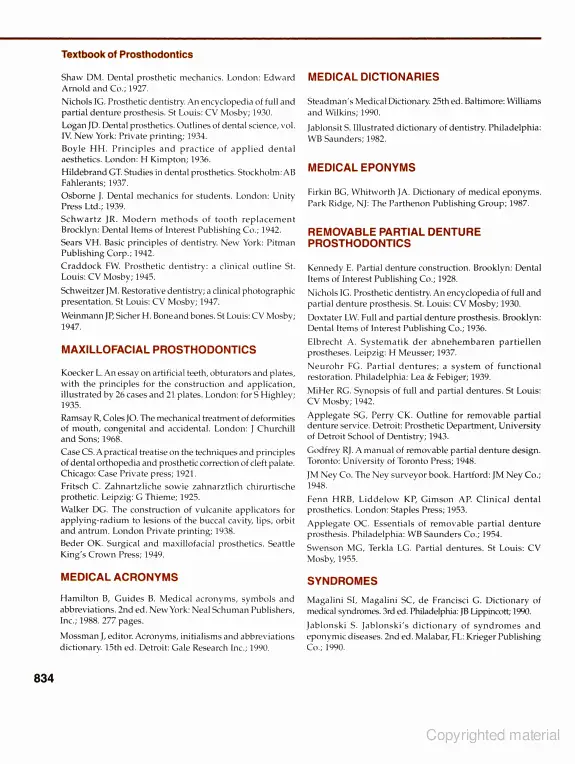 Textbook of Prosthodontics
Shaw DM. Dental prosthetic mechanics. London: Edward
Arnold and Co.; 1927.
Nichols IG. Prosthetic dentistry. An encyclopedia of full and
partial denture prosthesis. St Louis: CV Mosby; 1930.
Logan JD. Dental prosthetics. Outlines of dental science, vol.
IV. New York: Private printing; 1934.
Boyle HH. Principles and practice of applied dental
aesthetics. London: H Kimpton; 1936.
Hildebrand GT. Studies in dental prosthetics. Stockholm: AB
Fahlerants; 1937.
Osborne J. Dental mechanics for students. London: Unity
Press Ltd.; 1939.
Schwartz JR. Modern methods of tooth replacement
Brocklyn: Dental Items of Interest Publishing Co.; 1942.
Sears VH. Basic principles of dentistry. New York: Pitman
Publishing Corp.; 1942.
Craddock FW. Prosthetic dentistry: a clinical outline St.
Louis: CV Mosby; 1945.
Schweitzer JM. Restorative dentistry; a clinical photographic
presentation. St Louis: CV Mosby; 1947.
Weinmann JP, Sicher H. Bone and bones. St Louis: CV Mosby;
1947.
MAXILLOFACIAL PROSTHODONTICS
Koecker L. An essay on artificial teeth, obturators and plates,
with the principles for the construction and application,
illustrated by 26 cases and 21 plates. London: for S Highley;
1935.
Ramsay R, Coles JO. The mechanical treatment of deformities
of mouth, congenital and accidental. London: J Churchill
and Sons; 1968.
Case CS. A practical treatise on the techniques and principles
of dental orthopedia and prosthetic correction of cleft palate.
Chicago: Case Private press; 1921.
Fritsch C. Zahnartzliche sowie zahnarzlich chirturtische
prothetic. Leipzig: G Thieme; 1925.
Walker DG. The construction of vulcanite applicators for
applying-radium to lesions of the buccal cavity, lips, orbit
and antrum. London Private printing; 1938.
Beder OK. Surgical and maxillofacial prosthetics. Seattle
King's Crown Press; 1949.
MEDICAL ACRONYMS
Hamilton B, Guides B. Medical acronyms, symbols and
abbreviations. 2nd ed. New York: Neal Schuman Publishers,
Inc.; 1988. 277 pages.
Mossman J, editor. Acronyms, initialisms and abbreviations
dictionary. 15th ed. Detroit: Gale Research Inc.; 1990.
MEDICAL DICTIONARIES
Steadman's Medical Dictionary. 25th ed. Baltimore: Williams
and Wilkins; 1990.
Jablonsit S. Illustrated dictionary of dentistry. Philadelphia:
WB Saunders; 1982.
MEDICAL EPONYMS
Firkin BG, Whitworth JA. Dictionary of medical eponyms.
Park Ridge, NJ: The Parthenon Publishing Group; 1987.
REMOVABLE PARTIAL DENTURE
PROSTHODONTICS
Kennedy E. Partial denture construction. Brooklyn: Dental
Items of Interest Publishing Co.; 1928.
Nichols IG. Prosthetic dentistry. An encyclopedia of full and
partial denture prosthesis. St. Louis: CV Mosby; 1930.
Doxtater LW. Full and partial denture prosthesis. Brooklyn:
Dental Items of Interest Publishing Co.; 1936.
Elbrecht A. Systematik der abnehembaren partiellen
prostheses. Leipzig: H Meusser; 1937.
Neurohr FG. Partial dentures; a system of functional
restoration. Philadelphia: Lea & Febiger; 1939.
MiHer RG. Synopsis of full and partial dentures. St Louis:
CV Mosby; 1942.
Applegate SG, Perry CK. Outline for removable partial
denture service. Detroit: Prosthetic Department, University
of Detroit School of Dentistry; 1943.
Godfrey RJ. A manual of removable partial denture design.
Toronto: University of Toronto Press; 1948.
JM Ney Co. The Ney surveyor book. Hartford: JM Ney Co.;
1948.
Fenn HRB, Liddelow KP, Gimson AP. Clinical dental
prosthetics. London: Staples Press; 1953.
Applegate OC. Essentials of removable partial denture
prosthesis. Philadelphia: WB Saunders Co.; 1954.
Swenson MG, Terkla LG. Partial dentures. St Louis: CV
Mosby, 1955.
SYNDROMES
Magalini SI, Magalini SC, de Francisci G. Dictionary of
medical syndromes. 3rd ed. Philadelphia: JB Lippincott; 1990.
Jablonski S. Jablonski's dictionary of syndromes and
eponymic diseases. 2nd ed. Malabar, FL: Krieger Publishing
Co.; 1990.
834
Copyrighted material